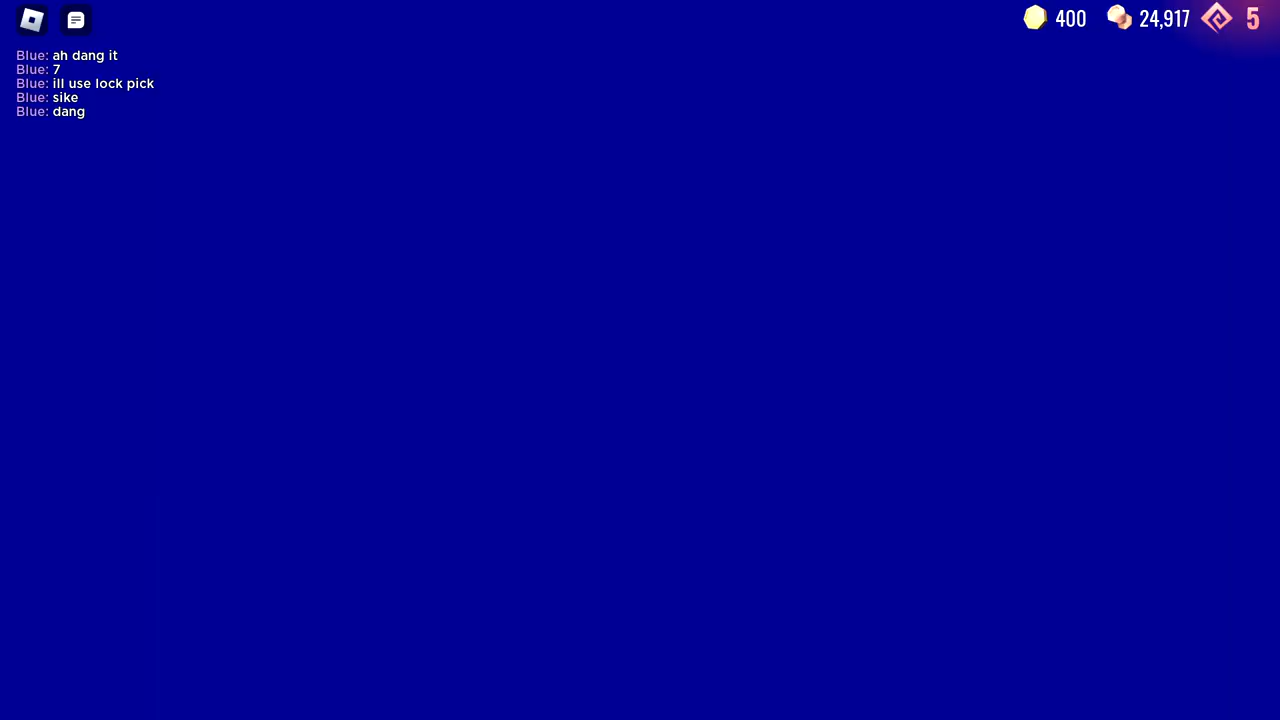 400 24,917 5
Blue: ah dang it
Blue: 7
Blue: ill use lock pick
Blue: sike
Blue: dang